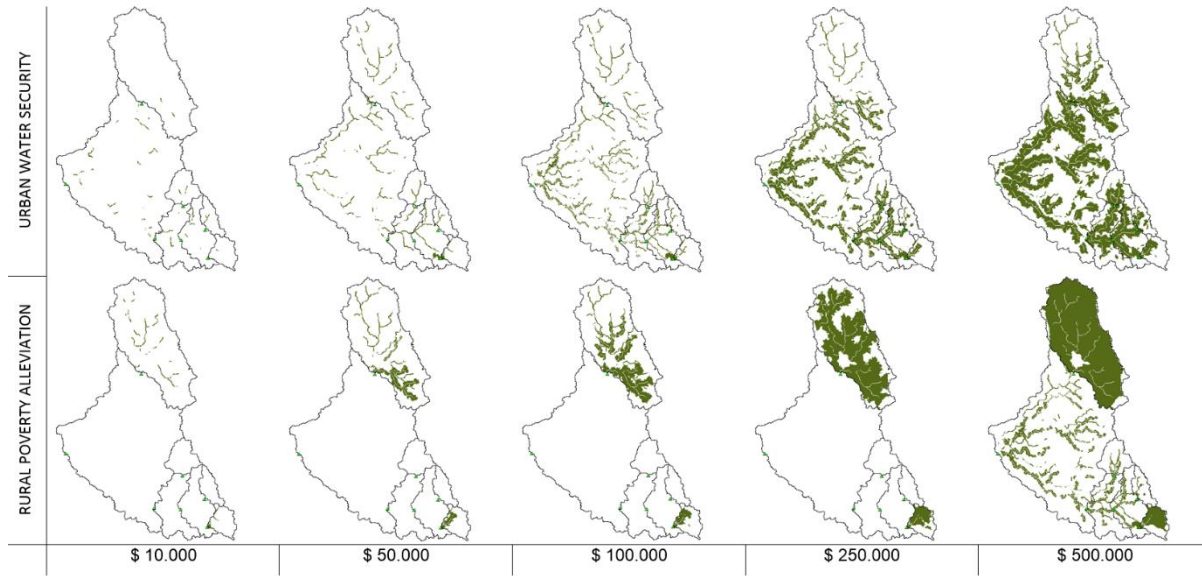 URBAN WATER SECURITY
RURAL POVERTY ALLEVIATION
$ 10.000
$ 50.000
$ 100.000
$ 250.000
$ 500.000